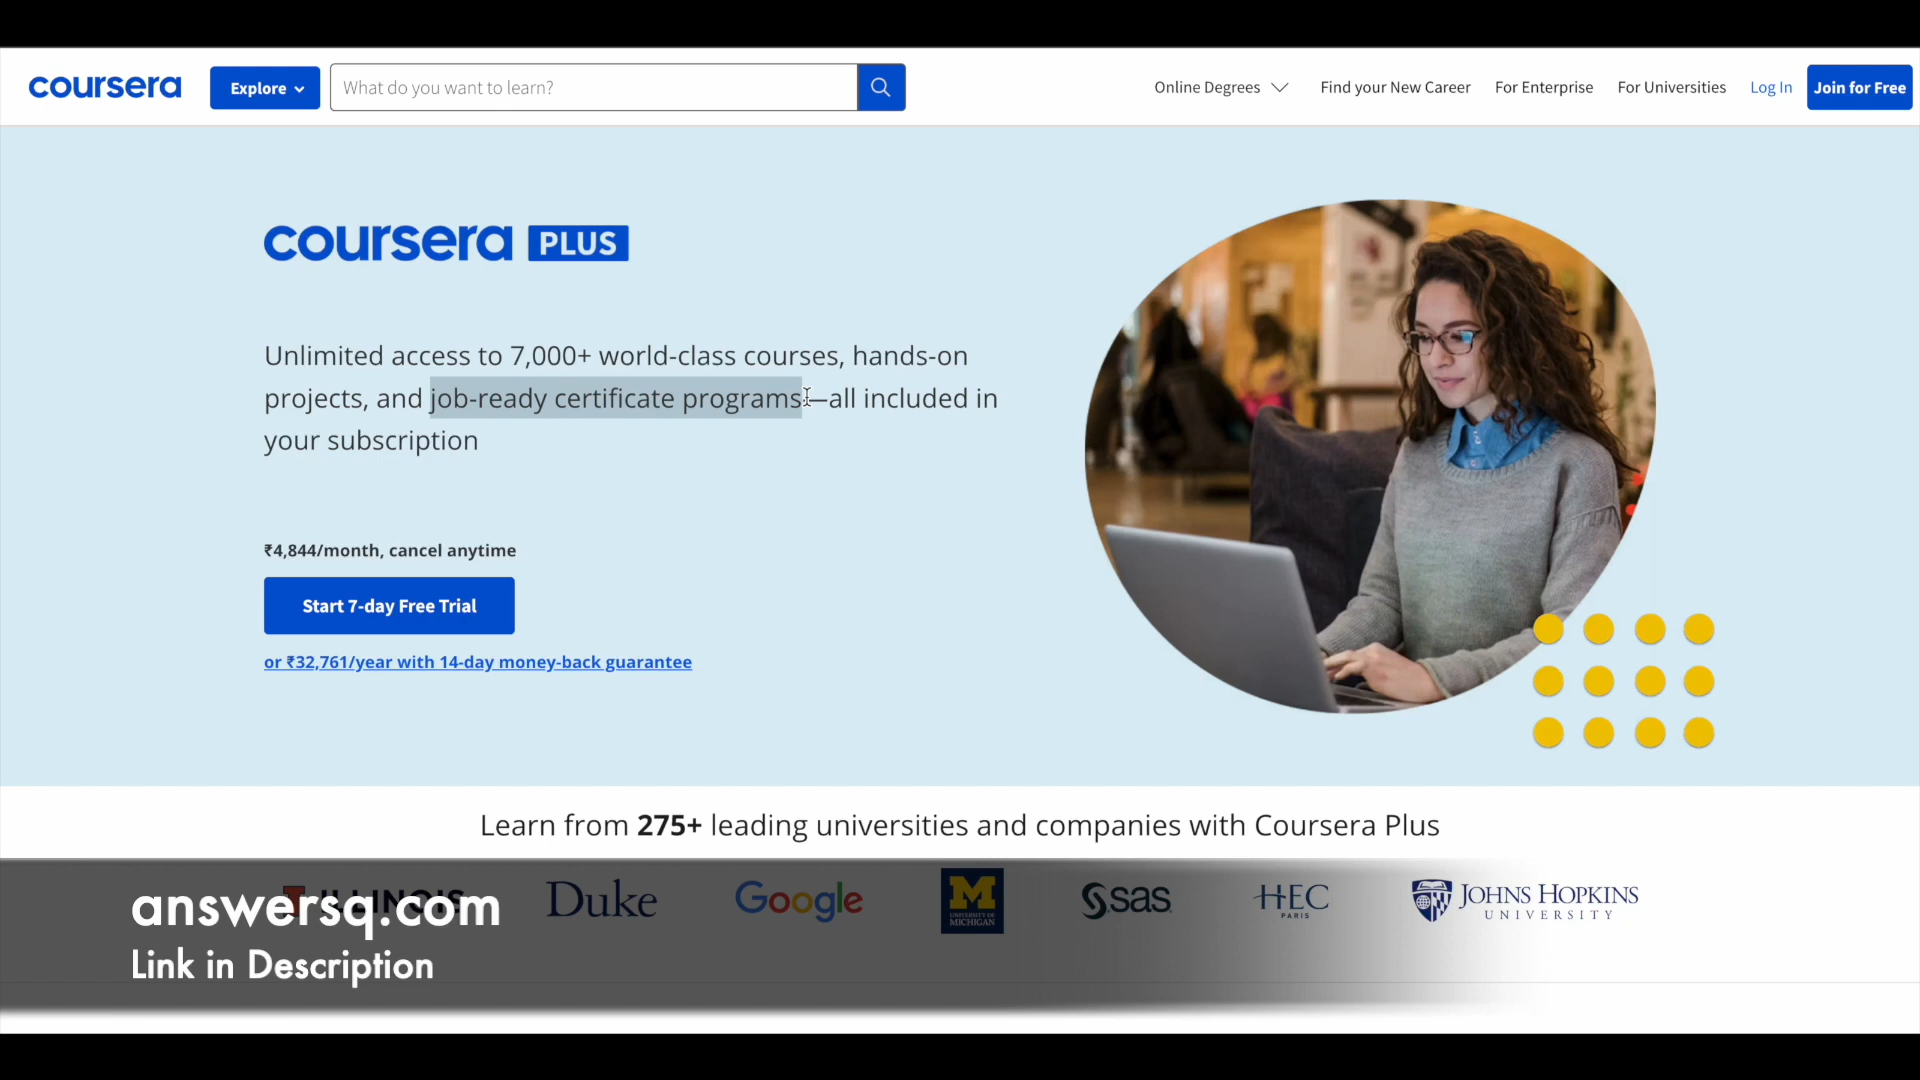 coursera
Explore
What do you want to learn?
Online Degrees
Find your New Career
For Enterprise
For Universities
Log In
Join for Free
coursera PLUS
Unlimited access to 7,000+ world-class courses, hands-on
projects, and job-ready certificate programs—all included in
your subscription
₹4,844/month, cancel anytime
Start 7-day Free Trial
or ₹32,761/year with 14-day money-back guarantee
Learn from 275+ leading universities and companies with Coursera Plus
ILLINOIS
Duke
Google
M
UNIVERSITY OF
MICHIGAN
sas
HEC
PARIS
JOHNS HOPKINS
UNIVERSITY
answersq.com
Link in Description